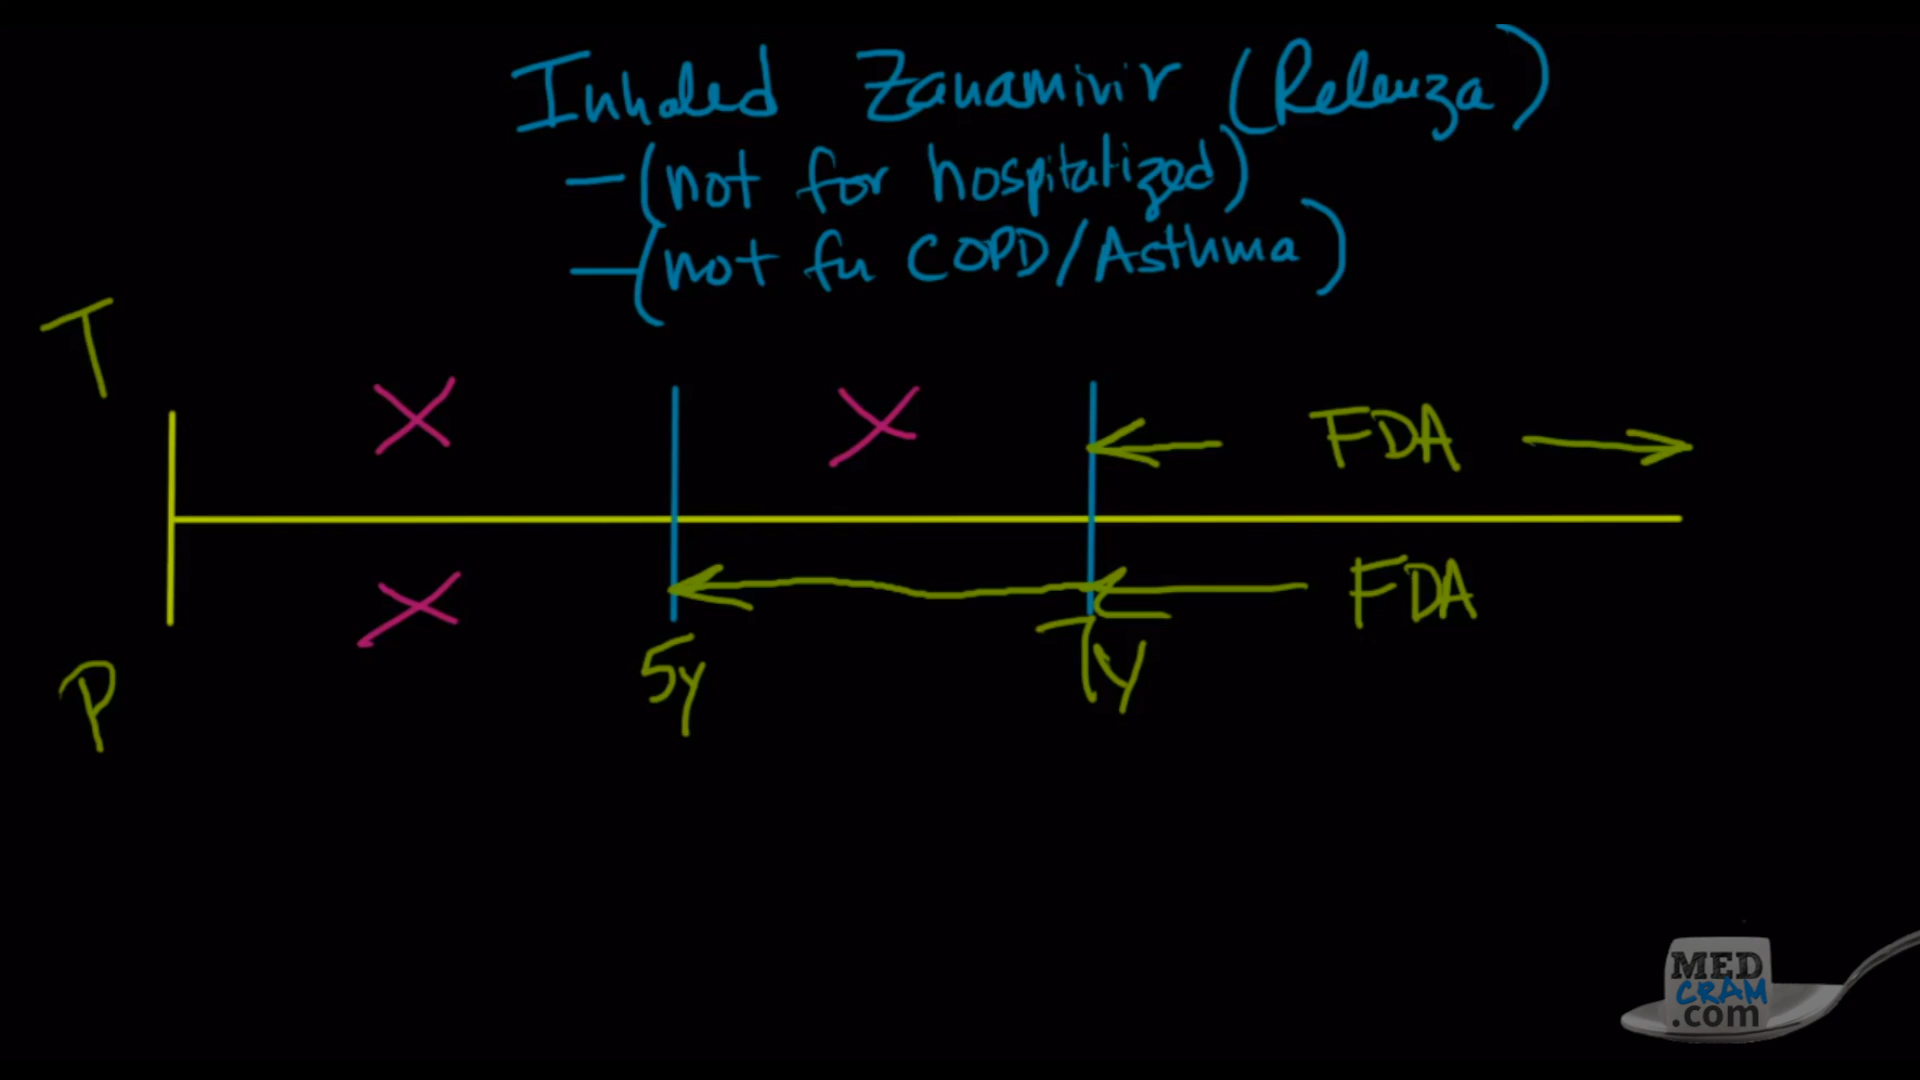 Inhaled Zanamivir (Relenza)
- (not for hospitalized)
- (not for COPD/Asthma)
T
X X FDA
X FDA
P
5y 7y
MED
CRAM
.com